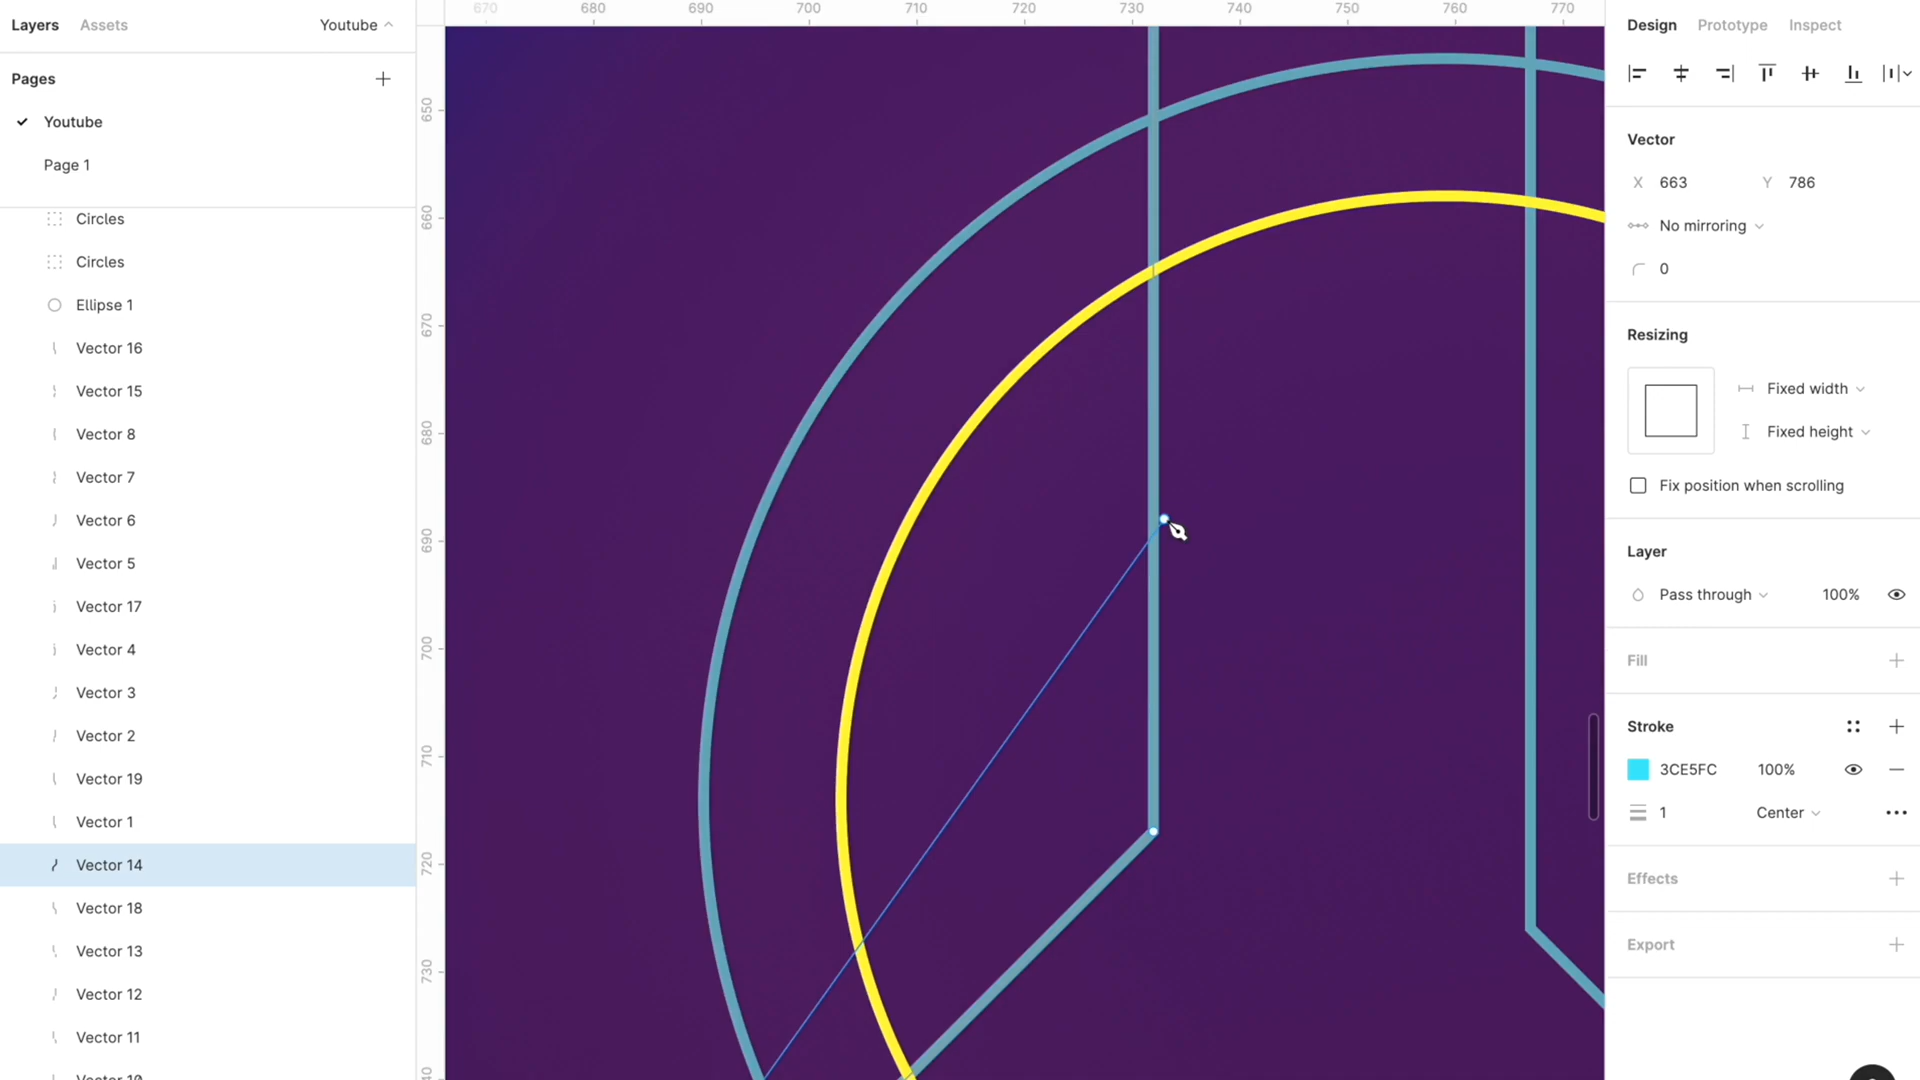 Layers Assets Youtube
Pages
Youtube
Page 1
Circles
Circles
Ellipse 1
Vector 16
Vector 15
Vector 8
Vector 7
Vector 6
Vector 5
Vector 17
Vector 4
Vector 3
Vector 2
Vector 19
Vector 1
Vector 14
Vector 18
Vector 13
Vector 12
Vector 11
Vector 10
670 680 690 700 710 720 730 740 750 760 770
650
660
670
680
690
700
710
720
730
Design Prototype Inspect
Vector
X 663 Y 786
No mirroring
0
Resizing
Fixed width
Fixed height
Fix position when scrolling
Layer
Pass through 100%
Fill
Stroke
3CE5FC 100%
1 Center
Effects
Export